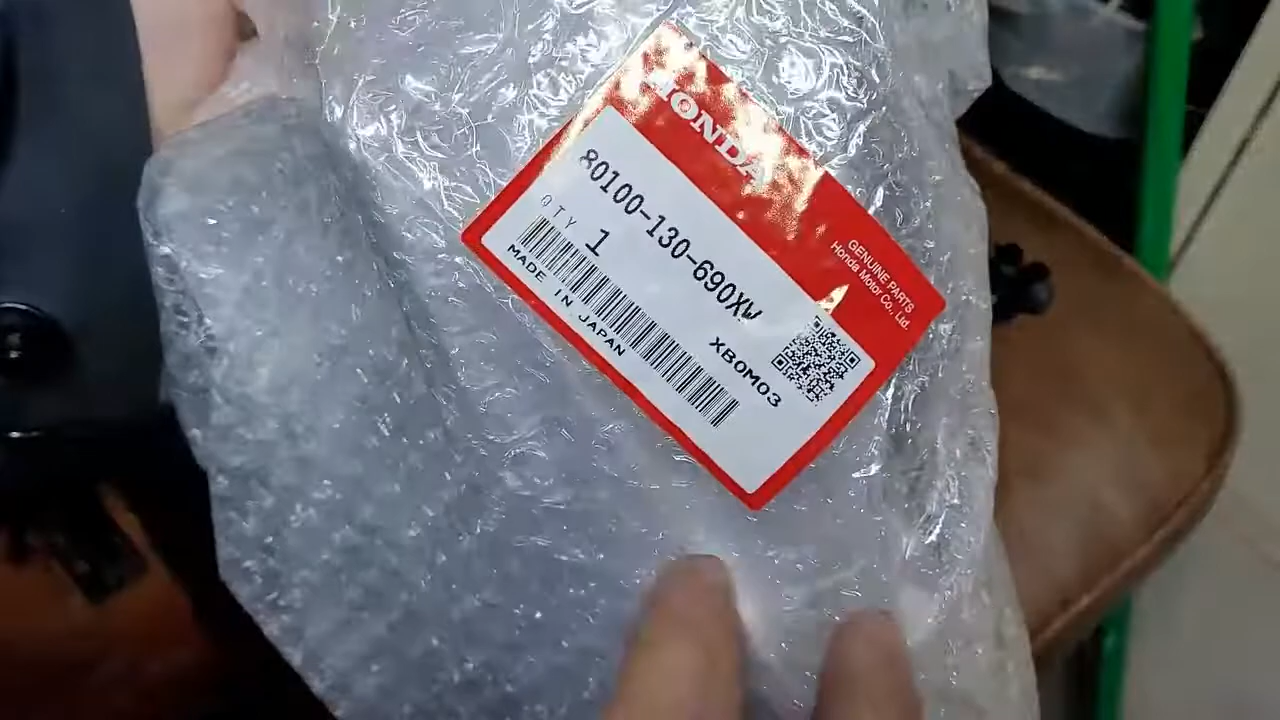 HONDA
GENUINE PARTS
Honda Motor Co., Ltd.
80100-130-690XW
QTY 1
XB0M03
MADE IN JAPAN